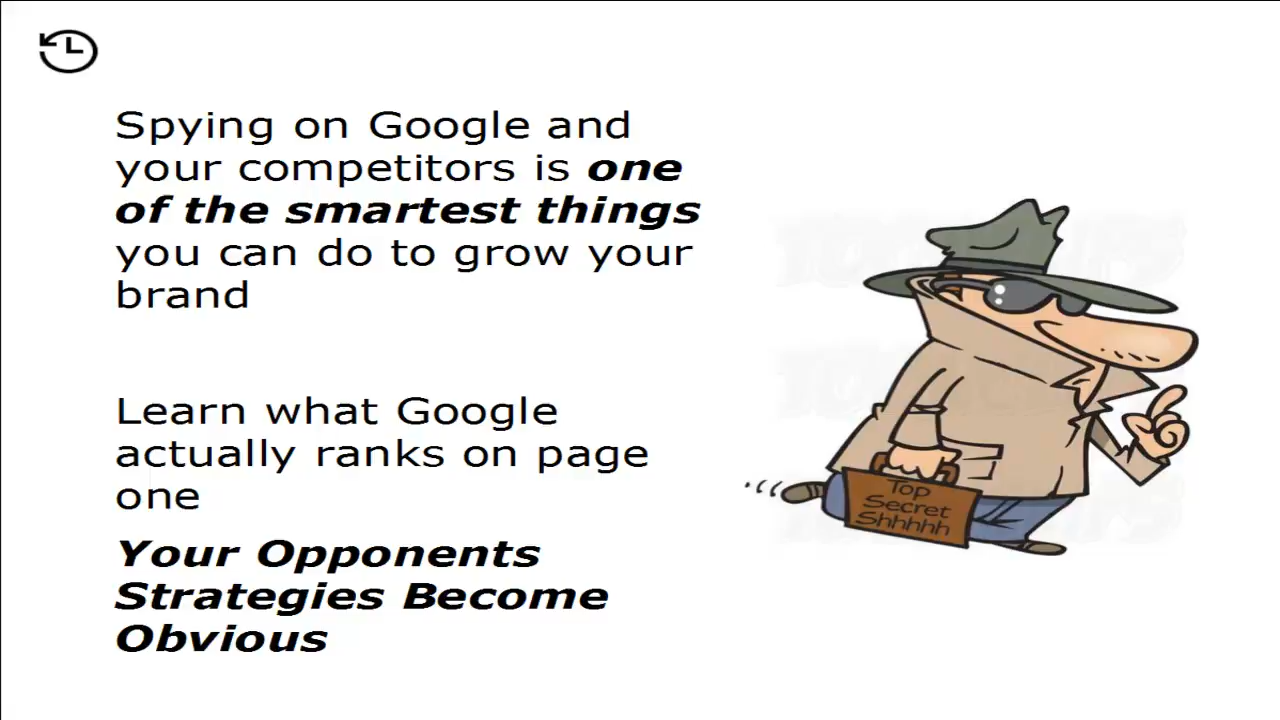 Spying on Google and
your competitors is one
of the smartest things
you can do to grow your
brand
Learn what Google
actually ranks on page
one
Your Opponents
Strategies Become
Obvious
Top
Secret
Shhhhh